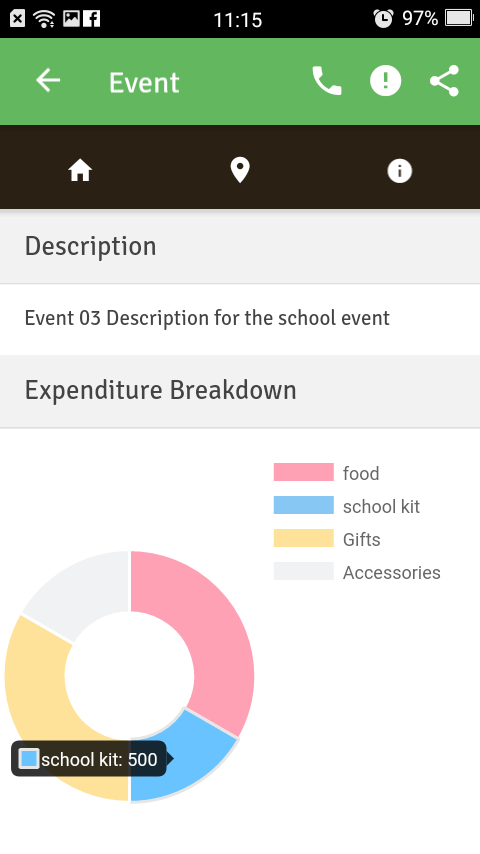 11:15
97%
Event
Description
Event 03 Description for the school event
Expenditure Breakdown
food
school kit
Gifts
Accessories
school kit: 500